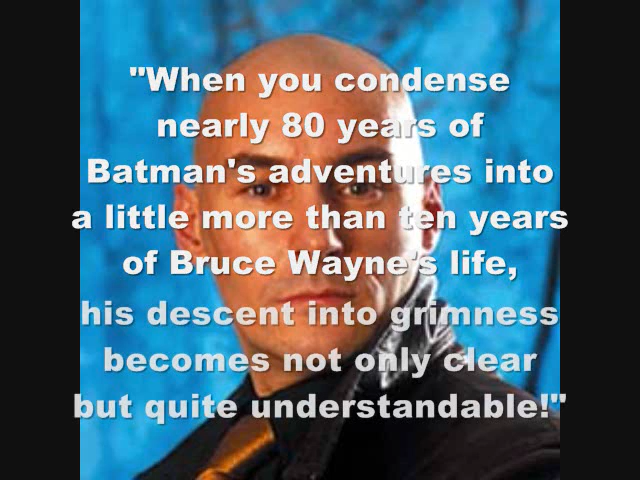 "When you condense
nearly 80 years of
Batman's adventures into
a little more than ten years
of Bruce Wayne's life,
his descent into grimness
becomes not only clear
but quite understandable!"